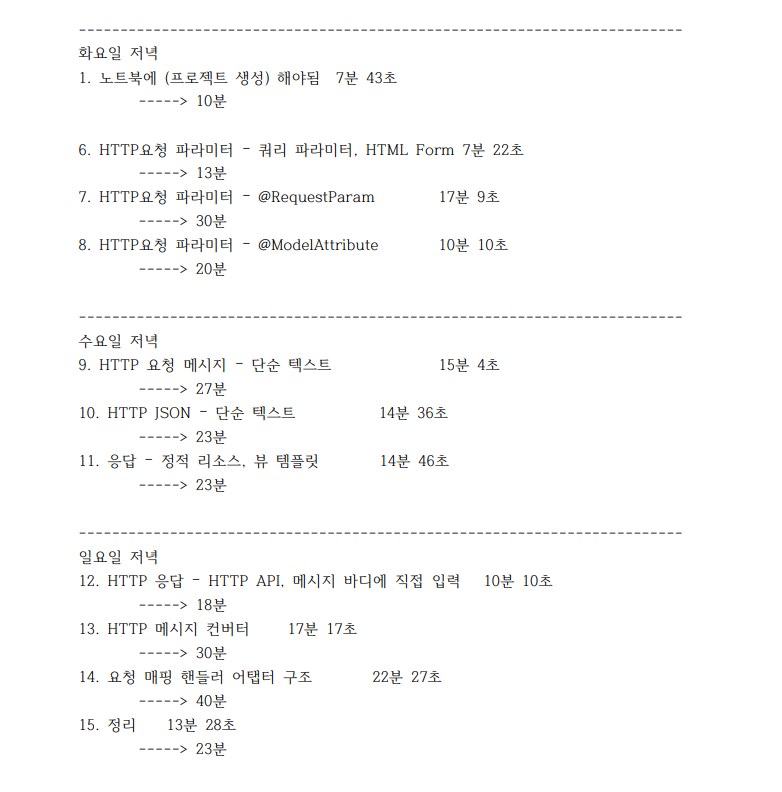 -------------------------------------------------------------------------
화요일 저녁
1. 노트북에 (프로젝트 생성) 해야됨 7분 43초
-----> 10분
6. HTTP요청 파라미터 - 쿼리 파라미터, HTML Form 7분 22초
-----> 13분
7. HTTP요청 파라미터 - @RequestParam 17분 9초
-----> 30분
8. HTTP요청 파라미터 - @ModelAttribute 10분 10초
-----> 20분
-------------------------------------------------------------------------
수요일 저녁
9. HTTP 요청 메시지 - 단순 텍스트 15분 4초
-----> 27분
10. HTTP JSON - 단순 텍스트 14분 36초
-----> 23분
11. 응답 - 정적 리소스, 뷰 템플릿 14분 46초
-----> 23분
-------------------------------------------------------------------------
일요일 저녁
12. HTTP 응답 - HTTP API, 메시지 바디에 직접 입력 10분 10초
-----> 18분
13. HTTP 메시지 컨버터 17분 17초
-----> 30분
14. 요청 매핑 핸들러 어탭터 구조 22분 27초
-----> 40분
15. 정리 13분 28초
-----> 23분